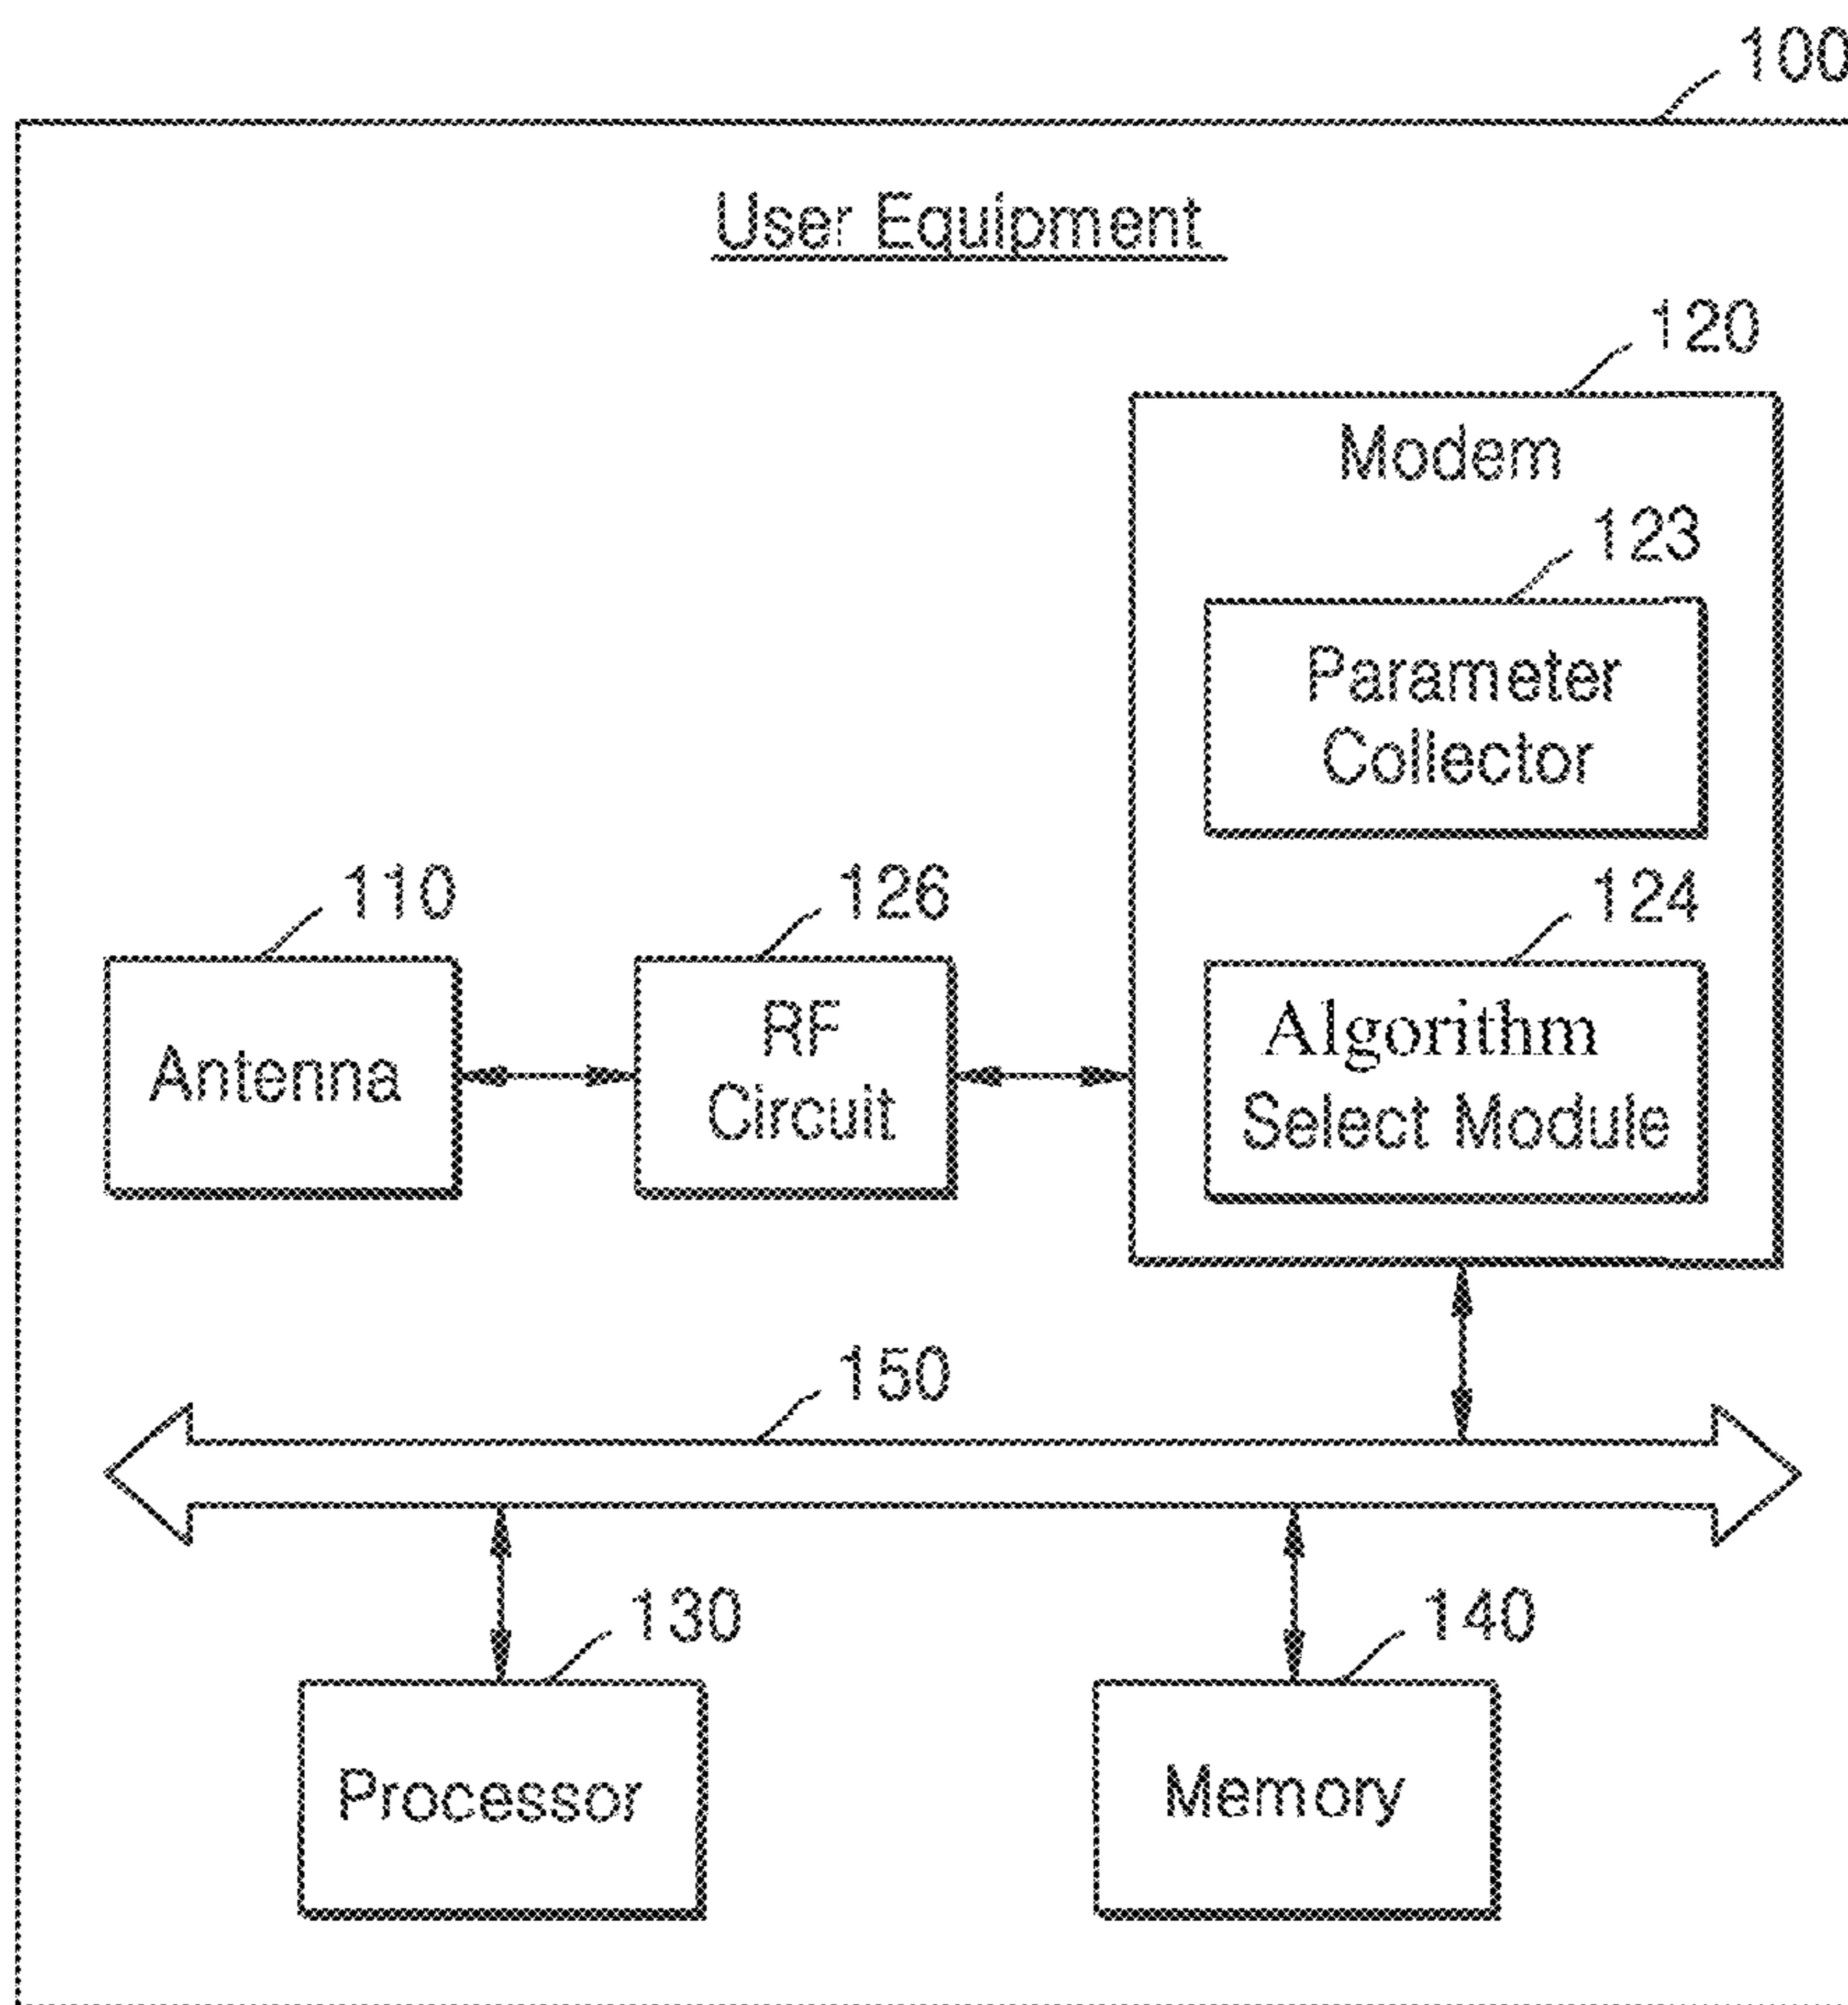 100
User Equipment
120
Modem
123
Parameter
Collector
110
126
124
Antenna
RF
Circuit
Algorithm
Select Module
150
130
140
Processor
Memory